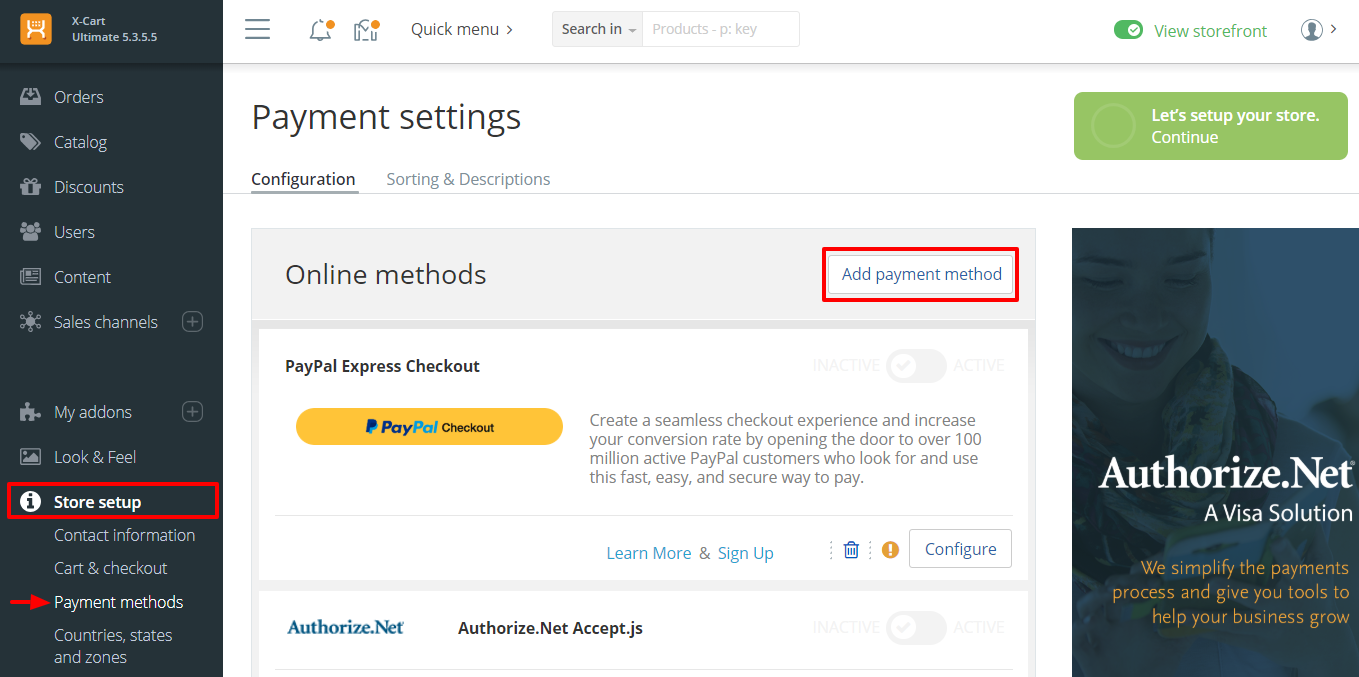 X-Cart
Ultimate 5.3.5.5
Quick menu
Search in
Products - p: key
View storefront
Orders
Catalog
Discounts
Users
Content
Sales channels
My addons
Look & Feel
Store setup
Contact information
Cart & checkout
Payment methods
Countries, states
and zones
Payment settings
Let's setup your store.
Continue
Configuration
Sorting & Descriptions
Online methods
Add payment method
PayPal Express Checkout
INACTIVE
ACTIVE
PayPal Checkout
Create a seamless checkout experience and increase
your conversion rate by opening the door to over 100
million active PayPal customers who look for and use
this fast, easy, and secure way to pay.
Learn More & Sign Up
Configure
Authorize.Net
Authorize.Net Accept.js
INACTIVE
ACTIVE
Authorize.Net
A Visa Solution
We simplify the payments
process and give you tools to
help your business grow